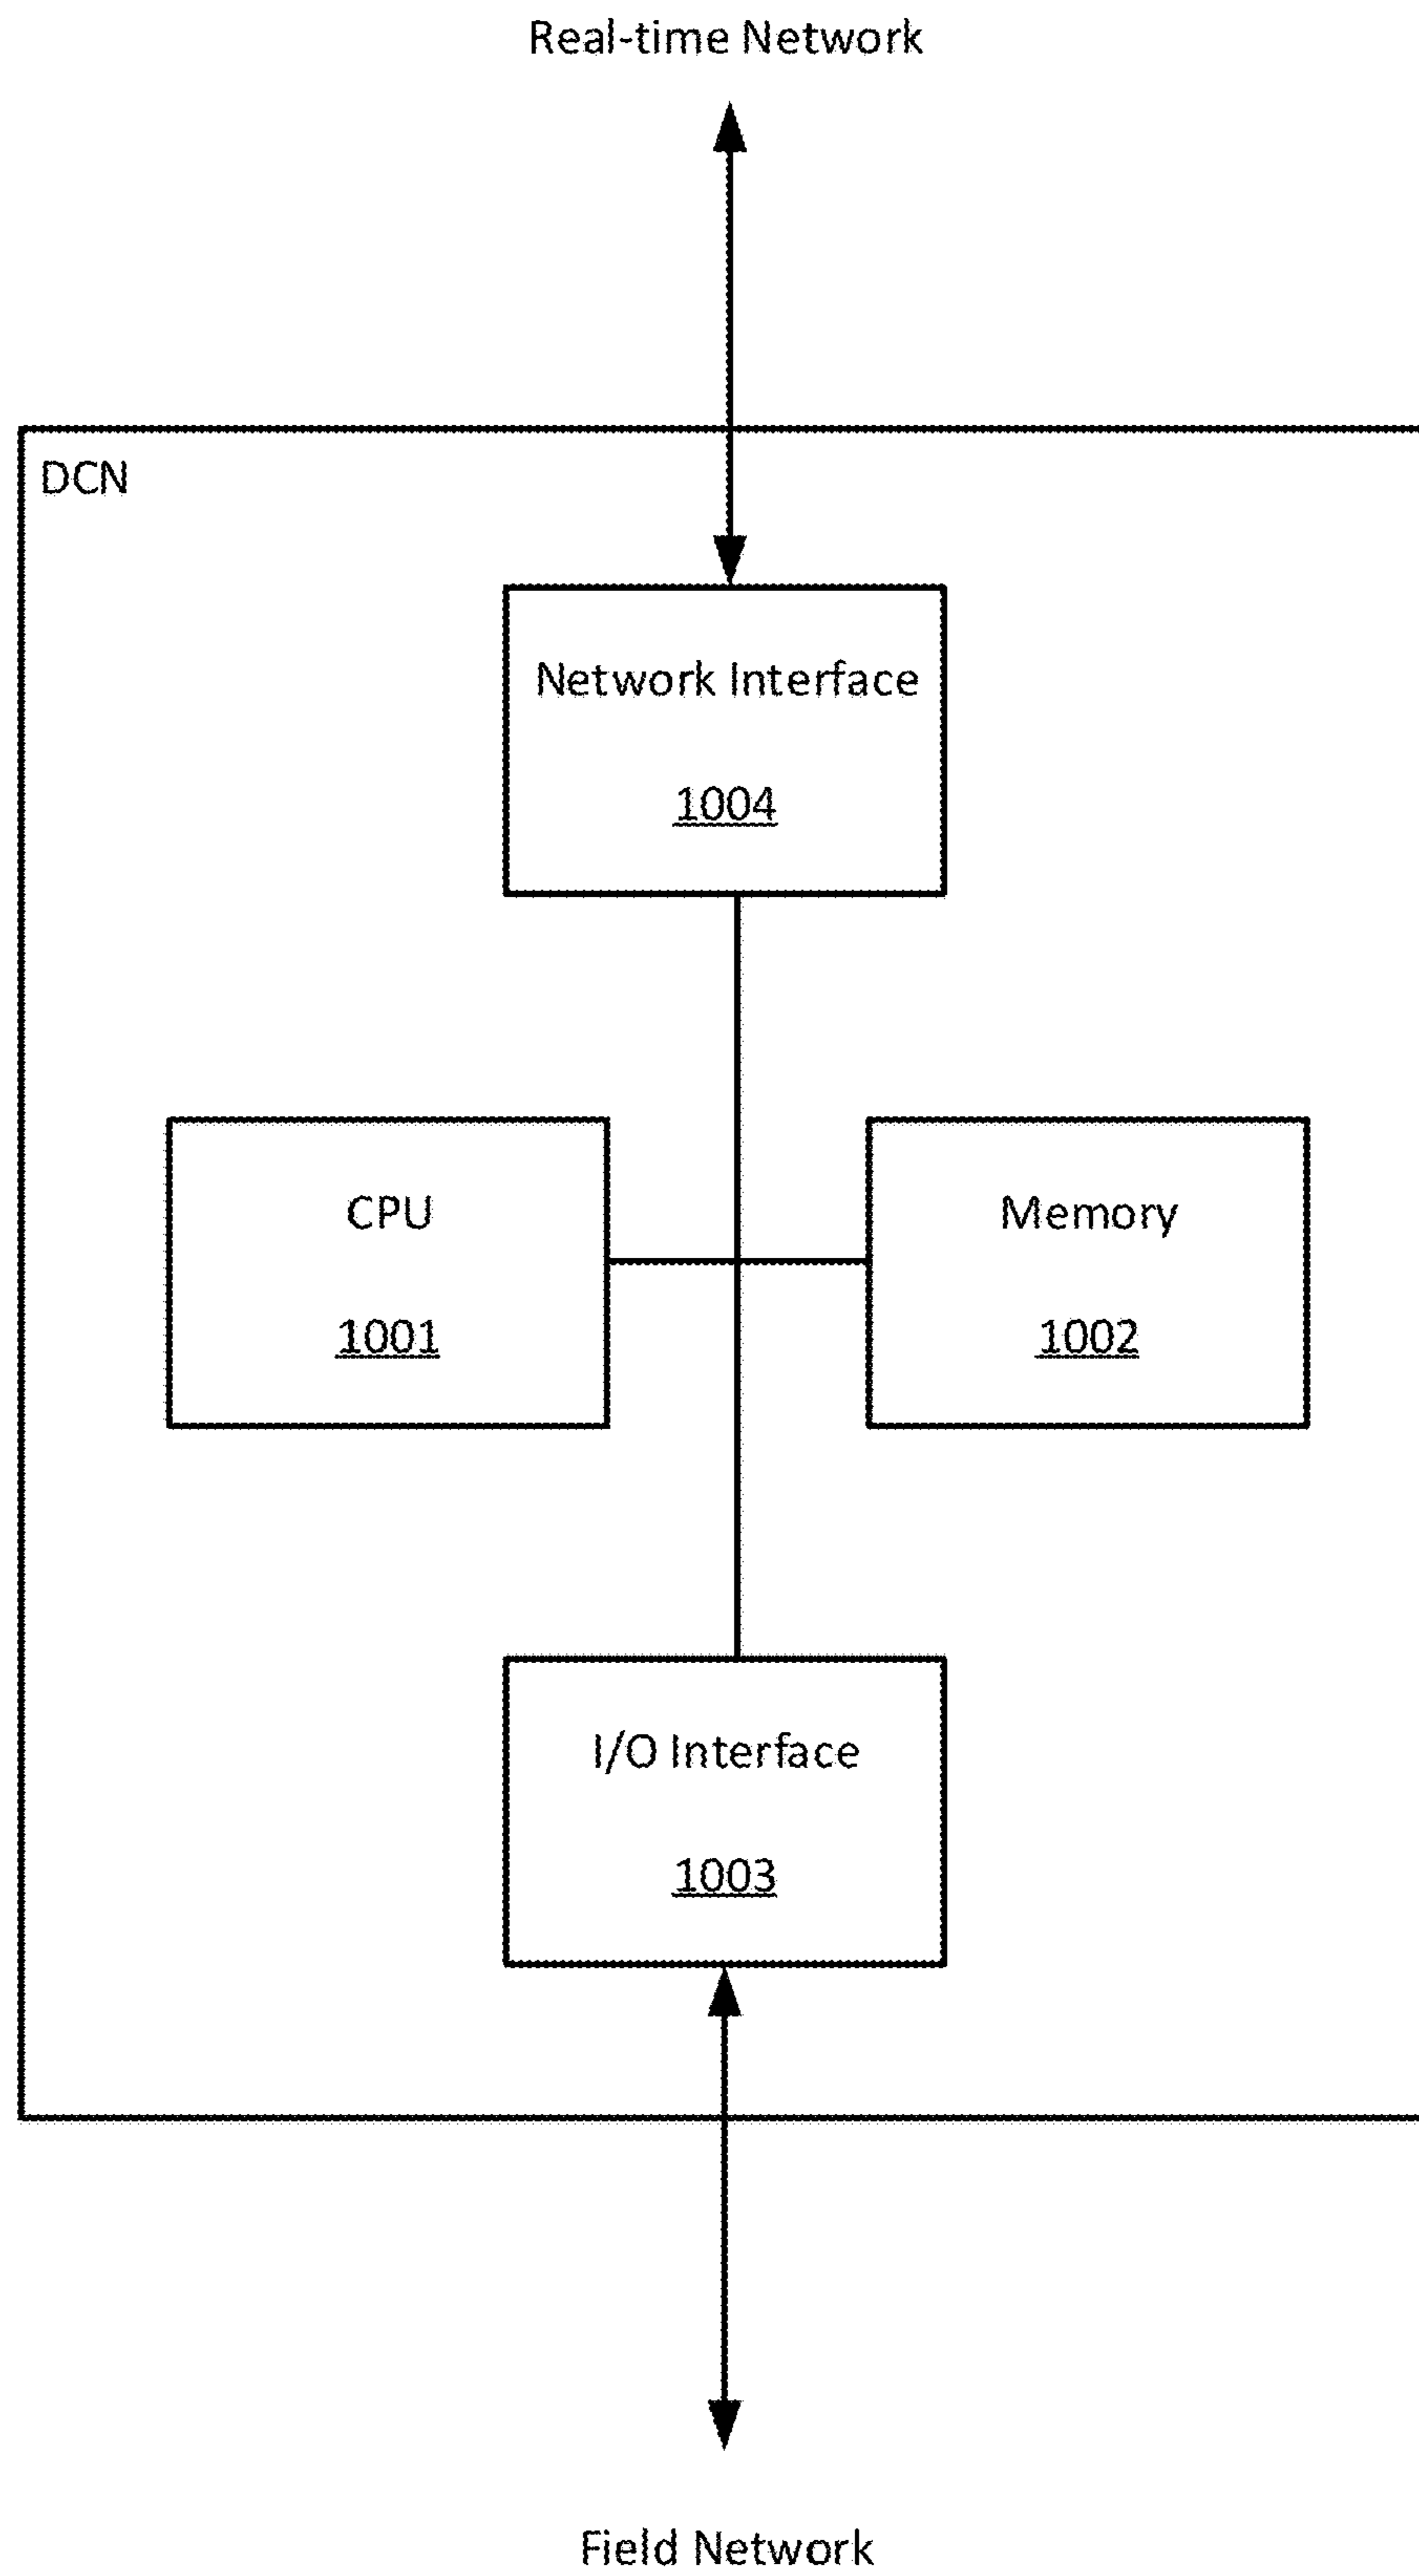 Real-time Network
DCN
Network Interface
1004
CPU
1001
Memory
1002
I/O Interface
1003
Field Network